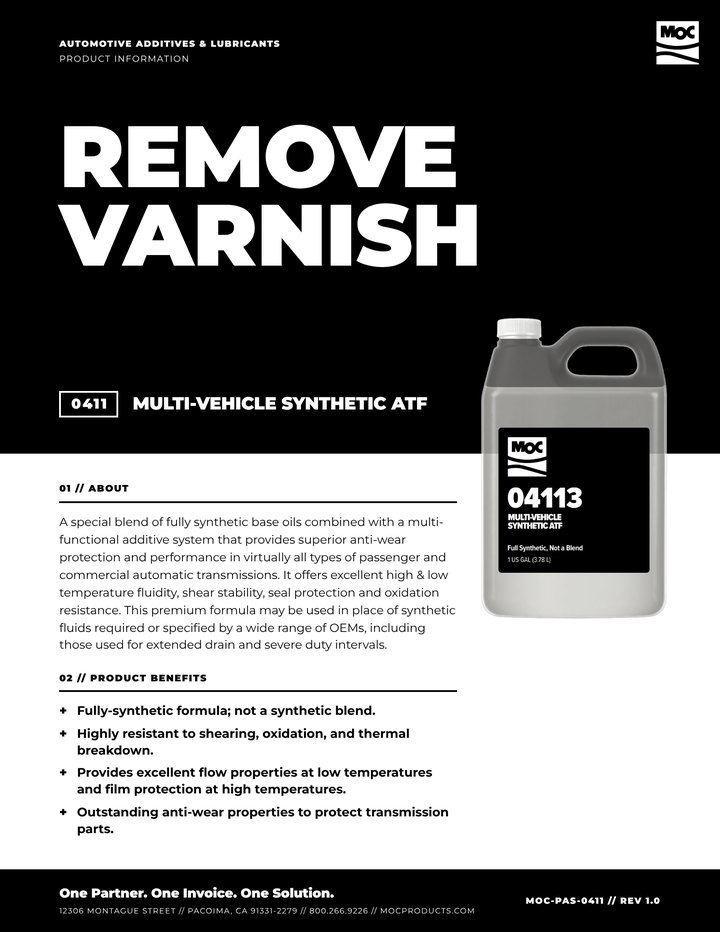 AUTOMOTIVE ADDITIVES & LUBRICANTS
PRODUCT INFORMATION
MOC
REMOVE
VARNISH
0411 MULTI-VEHICLE SYNTHETIC ATF
01 // ABOUT
A special blend of fully synthetic base oils combined with a multi-
functional additive system that provides superior anti-wear
protection and performance in virtually all types of passenger and
commercial automatic transmissions. It offers excellent high & low
temperature fluidity, shear stability, seal protection and oxidation
resistance. This premium formula may be used in place of synthetic
fluids required or specified by a wide range of OEMs, including
those used for extended drain and severe duty intervals.
MOC
04113
MULTI-VEHICLE
SYNTHETIC ATF
Full Synthetic, Not a Blend
1 US GAL (3.78 L)
02 // PRODUCT BENEFITS
+ Fully-synthetic formula; not a synthetic blend.
+ Highly resistant to shearing, oxidation, and thermal
breakdown.
+ Provides excellent flow properties at low temperatures
and film protection at high temperatures.
+ Outstanding anti-wear properties to protect transmission
parts.
One Partner. One Invoice. One Solution.
12306 MONTAGUE STREET // PACOIMA, CA 91331-2279 // 800.266.9226 // MOCPRODUCTS.COM
MOC-PAS-0411 // REV 1.0